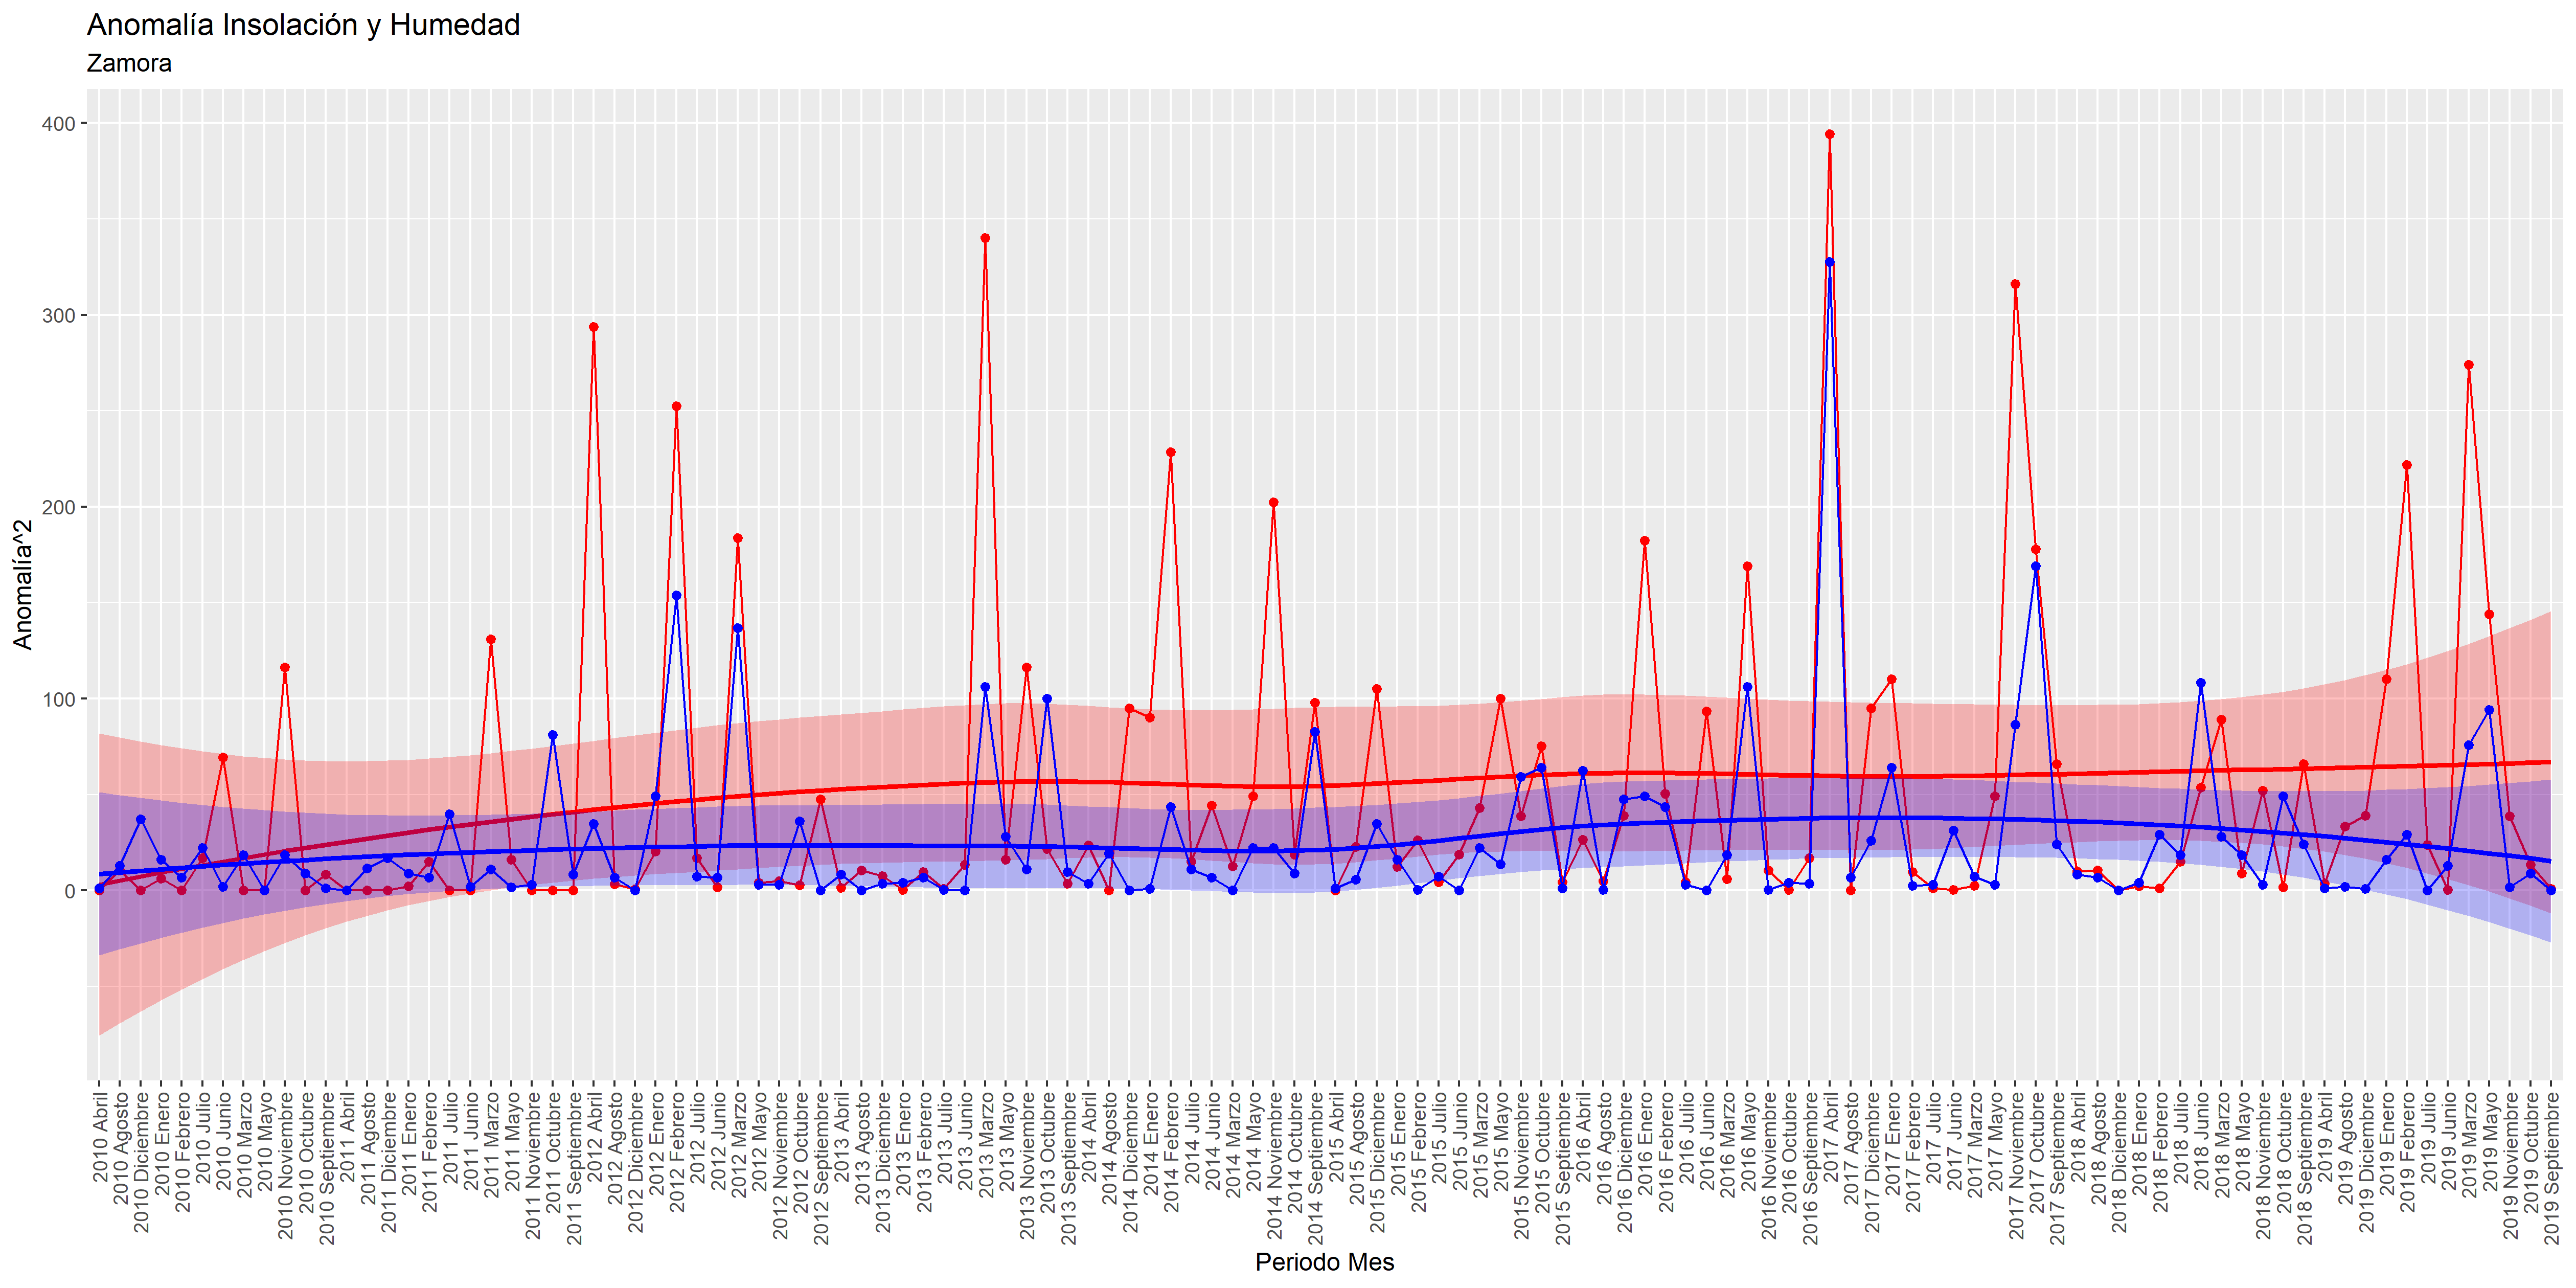 Anomalía Insolación y Humedad
Zamora
Anomalía^2
400
300
200
100
0
2010 Abril
2010 Agosto
2010 Diciembre
2010 Enero
2010 Febrero
2010 Julio
2010 Junio
2010 Marzo
2010 Mayo
2010 Noviembre
2010 Octubre
2010 Septiembre
2011 Abril
2011 Agosto
2011 Diciembre
2011 Enero
2011 Febrero
2011 Julio
2011 Junio
2011 Marzo
2011 Mayo
2011 Noviembre
2011 Octubre
2011 Septiembre
2012 Abril
2012 Agosto
2012 Diciembre
2012 Enero
2012 Febrero
2012 Julio
2012 Junio
2012 Marzo
2012 Mayo
2012 Noviembre
2012 Octubre
2012 Septiembre
2013 Abril
2013 Agosto
2013 Diciembre
2013 Enero
2013 Febrero
2013 Julio
2013 Junio
2013 Marzo
2013 Mayo
2013 Noviembre
2013 Octubre
2013 Septiembre
2014 Abril
2014 Agosto
2014 Diciembre
2014 Enero
2014 Febrero
2014 Julio
2014 Junio
2014 Marzo
2014 Mayo
2014 Noviembre
2014 Octubre
2014 Septiembre
2015 Abril
2015 Agosto
2015 Diciembre
2015 Enero
2015 Febrero
2015 Julio
2015 Junio
2015 Marzo
2015 Mayo
2015 Noviembre
2015 Octubre
2015 Septiembre
2016 Abril
2016 Agosto
2016 Diciembre
2016 Enero
2016 Febrero
2016 Julio
2016 Junio
2016 Marzo
2016 Mayo
2016 Noviembre
2016 Octubre
2016 Septiembre
2017 Abril
2017 Agosto
2017 Diciembre
2017 Enero
2017 Febrero
2017 Julio
2017 Junio
2017 Marzo
2017 Mayo
2017 Noviembre
2017 Octubre
2017 Septiembre
2018 Abril
2018 Agosto
2018 Diciembre
2018 Enero
2018 Febrero
2018 Julio
2018 Junio
2018 Marzo
2018 Mayo
2018 Noviembre
2018 Octubre
2018 Septiembre
2019 Abril
2019 Agosto
2019 Diciembre
2019 Enero
2019 Febrero
2019 Julio
2019 Junio
2019 Marzo
2019 Mayo
2019 Noviembre
2019 Octubre
2019 Septiembre
Periodo Mes